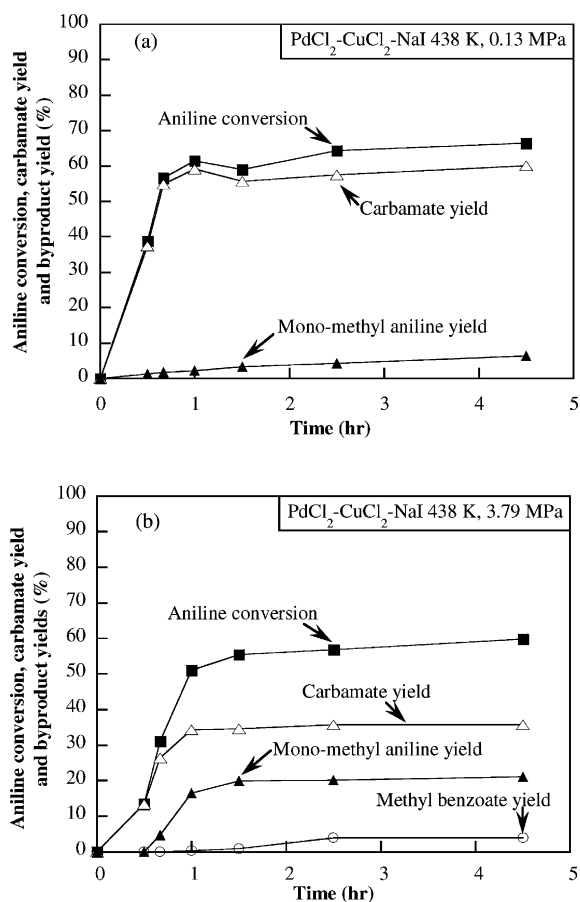 (a)
PdCl2-CuCl2-NaI 438 K, 0.13 MPa
Aniline conversion, carbamate yield
and byproduct yield (%)
100
90
80
70
60
50
40
30
20
10
0
Aniline conversion
Carbamate yield
Mono-methyl aniline yield
0 1 2 3 4 5
Time (hr)
(b)
PdCl2-CuCl2-NaI 438 K, 3.79 MPa
Aniline conversion, carbamate yield
and byproduct yields (%)
100
90
80
70
60
50
40
30
20
10
0
Aniline conversion
Carbamate yield
Mono-methyl aniline yield
Methyl benzoate yield
0 1 2 3 4 5
Time (hr)